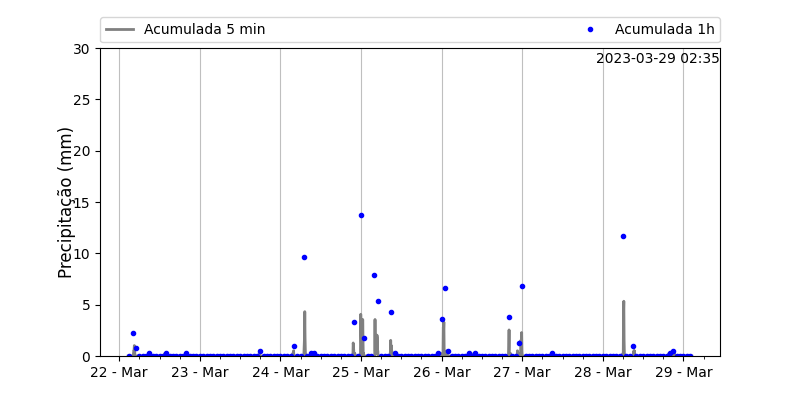 Acumulada 5 min
Acumulada 1h
2023-03-29 02:35
Precipitação (mm)
30
25
20
15
10
5
0
22 - Mar
23 - Mar
24 - Mar
25 - Mar
26 - Mar
27 - Mar
28 - Mar
29 - Mar